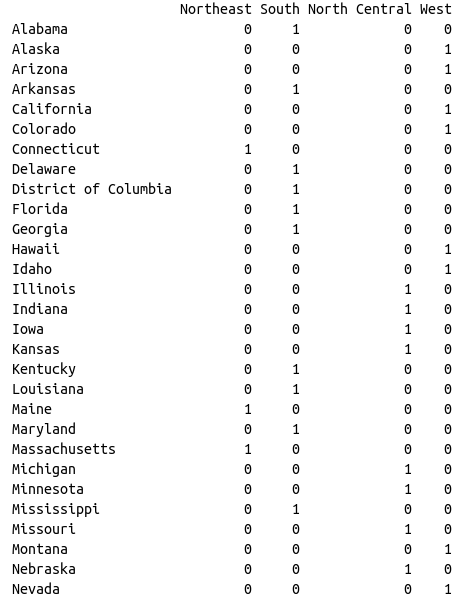 Northeast South North Central West
Alabama 0 1 0 0
Alaska 0 0 0 1
Arizona 0 0 0 1
Arkansas 0 1 0 0
California 0 0 0 1
Colorado 0 0 0 1
Connecticut 1 0 0 0
Delaware 0 1 0 0
District of Columbia 0 1 0 0
Florida 0 1 0 0
Georgia 0 1 0 0
Hawaii 0 0 0 1
Idaho 0 0 0 1
Illinois 0 0 1 0
Indiana 0 0 1 0
Iowa 0 0 1 0
Kansas 0 0 1 0
Kentucky 0 1 0 0
Louisiana 0 1 0 0
Maine 1 0 0 0
Maryland 0 1 0 0
Massachusetts 1 0 0 0
Michigan 0 0 1 0
Minnesota 0 0 1 0
Mississippi 0 1 0 0
Missouri 0 0 1 0
Montana 0 0 0 1
Nebraska 0 0 1 0
Nevada 0 0 0 1